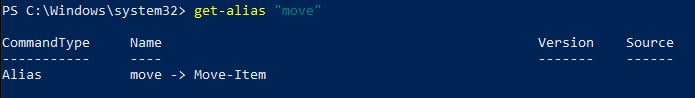 PS C:\Windows\system32> get-alias "move"
CommandType     Name                                               Version    Source
-----------     ----                                               -------    ------
Alias           move -> Move-Item